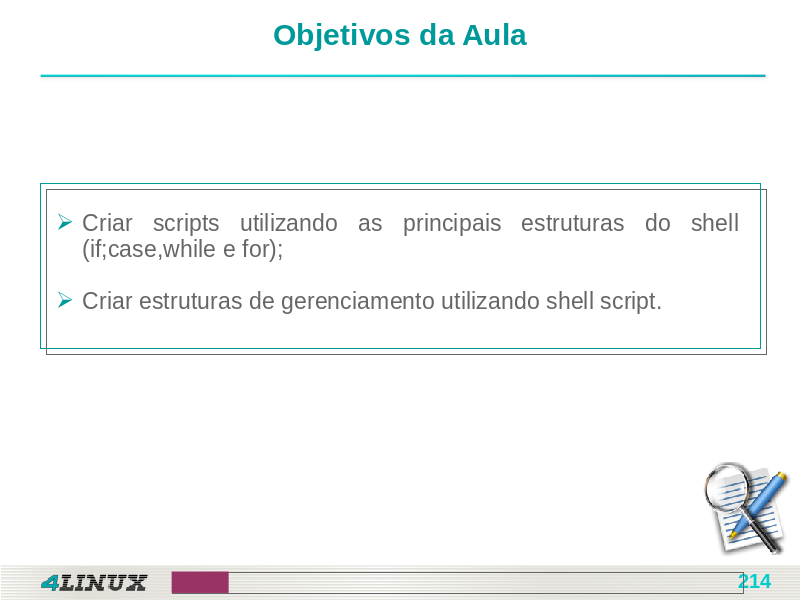 Objetivos da Aula
Criar scripts utilizando as principais estruturas do shell
(if;case,while e for);
Criar estruturas de gerenciamento utilizando shell script.
4LINUX
214